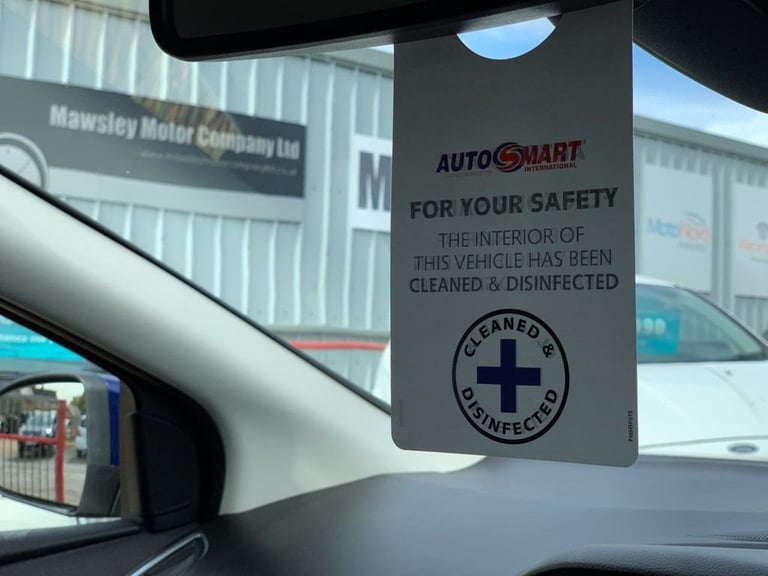 Mawsley Motor Company Ltd
M
MotoNovo
AUTOSMART
INTERNATIONAL
FOR YOUR SAFETY
THE INTERIOR OF
THIS VEHICLE HAS BEEN
CLEANED & DISINFECTED
CLEANED &
DISINFECTED